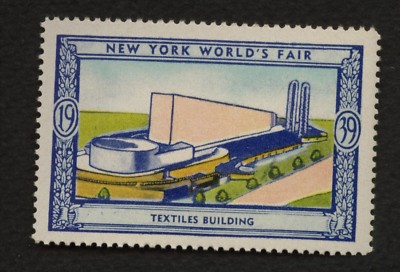 NEW YORK WORLD'S FAIR
19 39
TEXTILES BUILDING